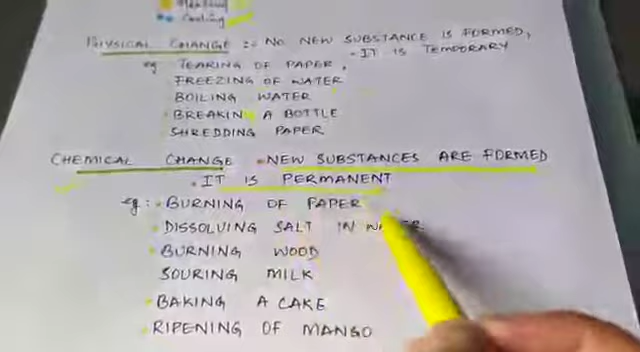 Cooling
PHYSICAL CHANGE :- NO NEW SUBSTANCE IS FORMED,
• IT IS TEMPORARY
eg TEARING OF PAPER.
FREEZING OF WATER
BOILING WATER
• BREAKIN A BOTTLE
• SHREDDING PAPER
CHEMICAL CHANGE • NEW SUBSTANCES ARE FORMED
• IT IS PERMANENT
eg: • BURNING OF PAPER
• DISSOLVING SALT IN
• BURNING WOOD
SOURING MILK
• BAKING A CAKE
• RIPENING OF MANGO